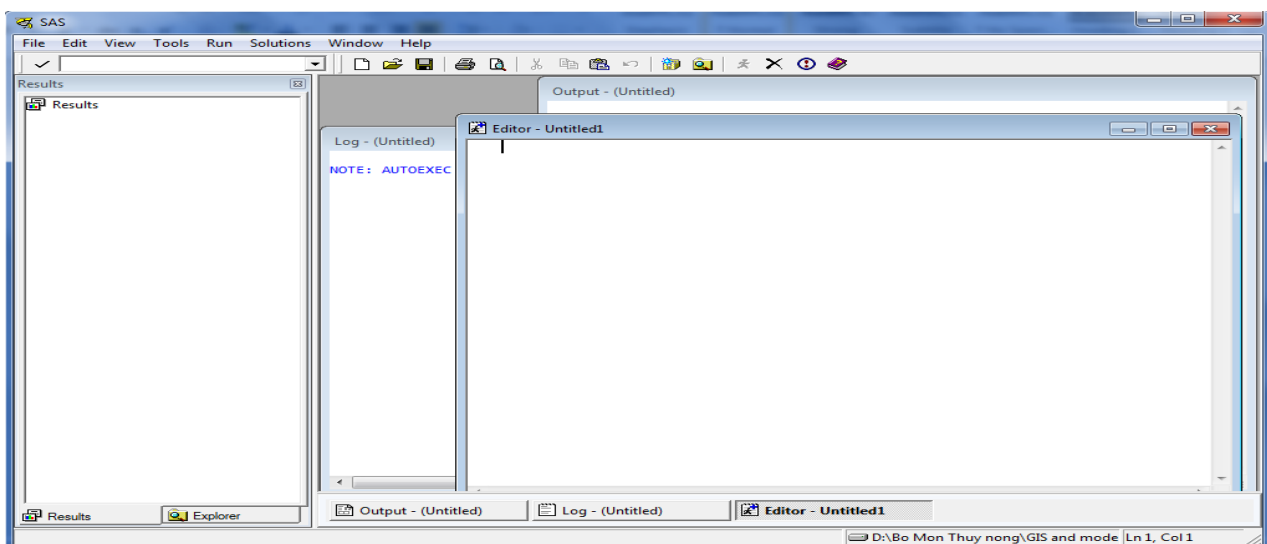 SAS
File Edit View Tools Run Solutions Window Help
Results
Results
Output - (Untitled)
Editor - Untitled1
Log - (Untitled)
NOTE: AUTOEXEC
Results Explorer
Output - (Untitled) Log - (Untitled) Editor - Untitled1
D:\Bo Mon Thuy nong\GIS and mode Ln 1, Col 1